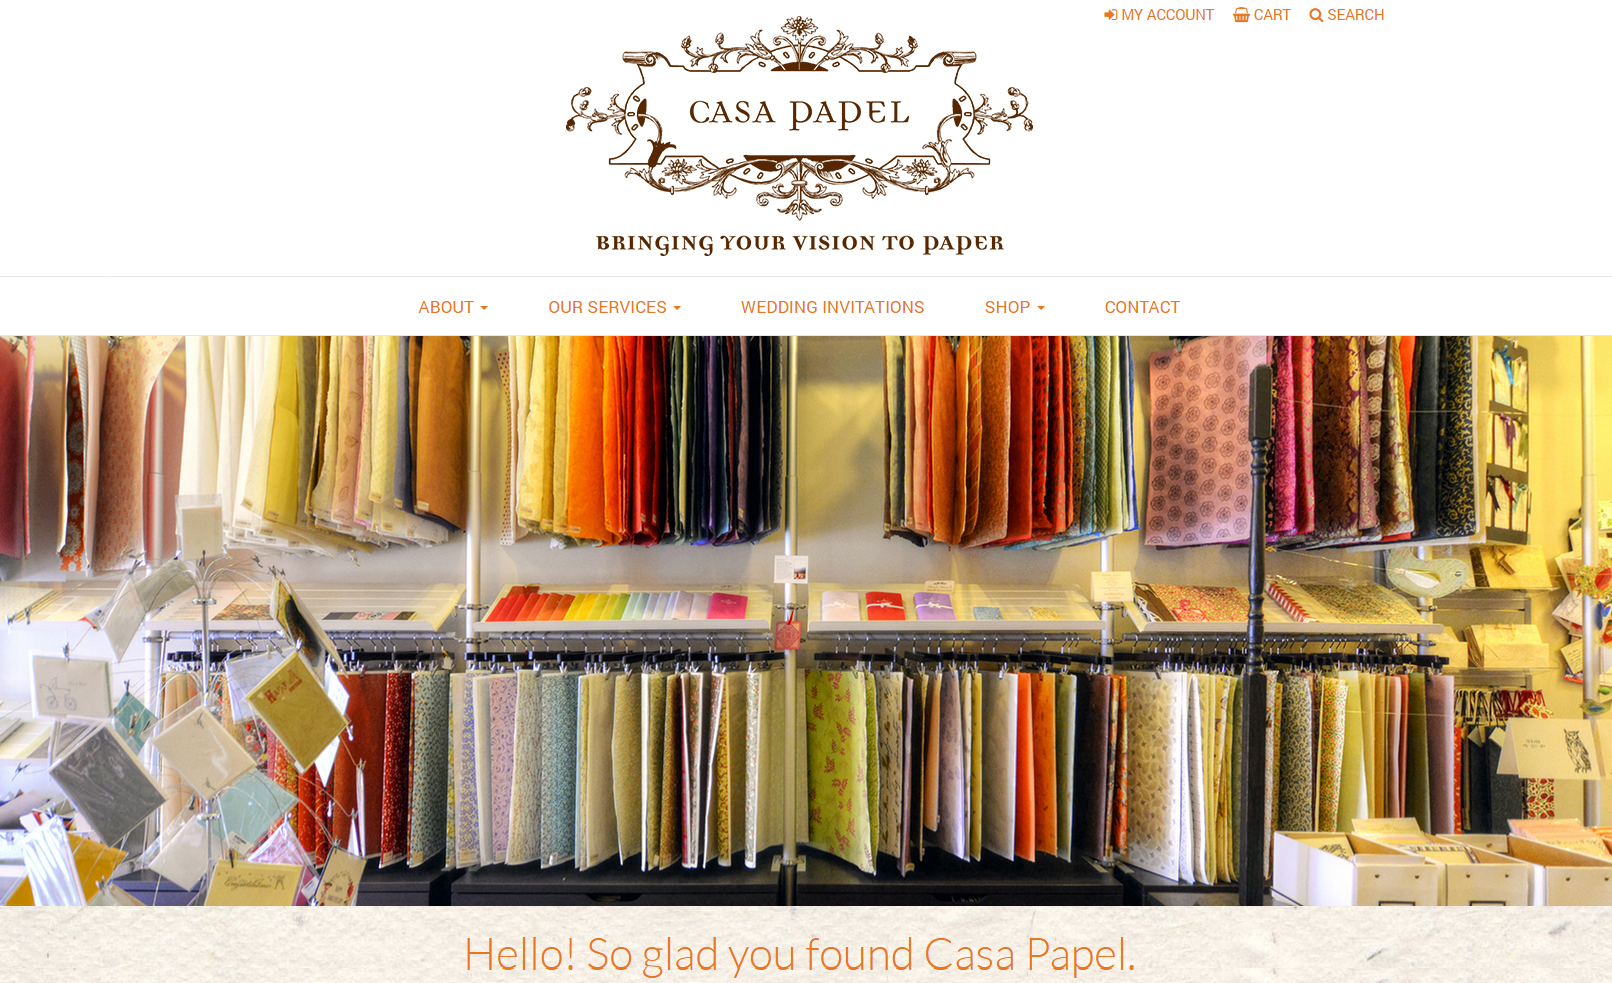 MY ACCOUNT CART SEARCH
CASA PAPEL
BRINGING YOUR VISION TO PAPER
ABOUT OUR SERVICES WEDDING INVITATIONS SHOP CONTACT
Hello! So glad you found Casa Papel.